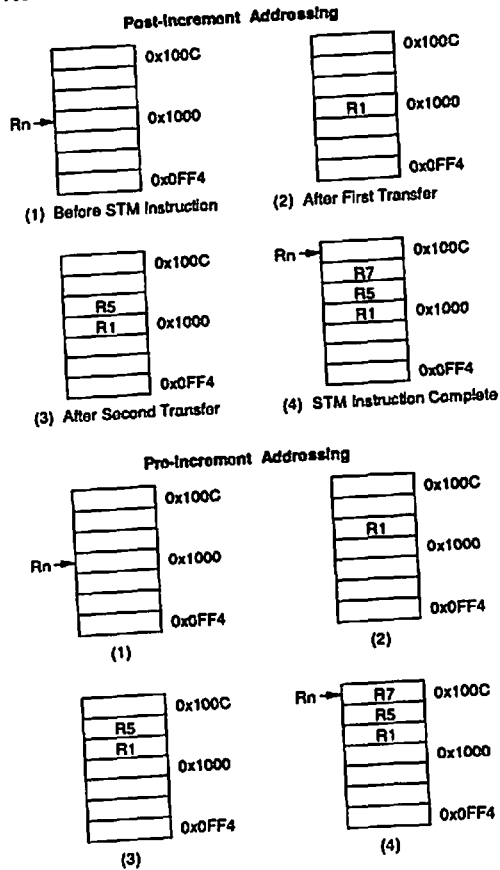 Post-Increment Addressing
0x100C
Rn
0x1000
0x0FF4
(1) Before STM Instruction
0x100C
R1
0x1000
0x0FF4
(2) After First Transfer
0x100C
R5
R1
0x1000
0x0FF4
(3) After Second Transfer
Rn
0x100C
R7
R5
R1
0x1000
0x0FF4
(4) STM Instruction Complete
Pre-Increment Addressing
0x100C
Rn
0x1000
0x0FF4
(1)
0x100C
R1
0x1000
0x0FF4
(2)
0x100C
R5
R1
0x1000
0x0FF4
(3)
Rn
R7
0x100C
R5
R1
0x1000
0x0FF4
(4)